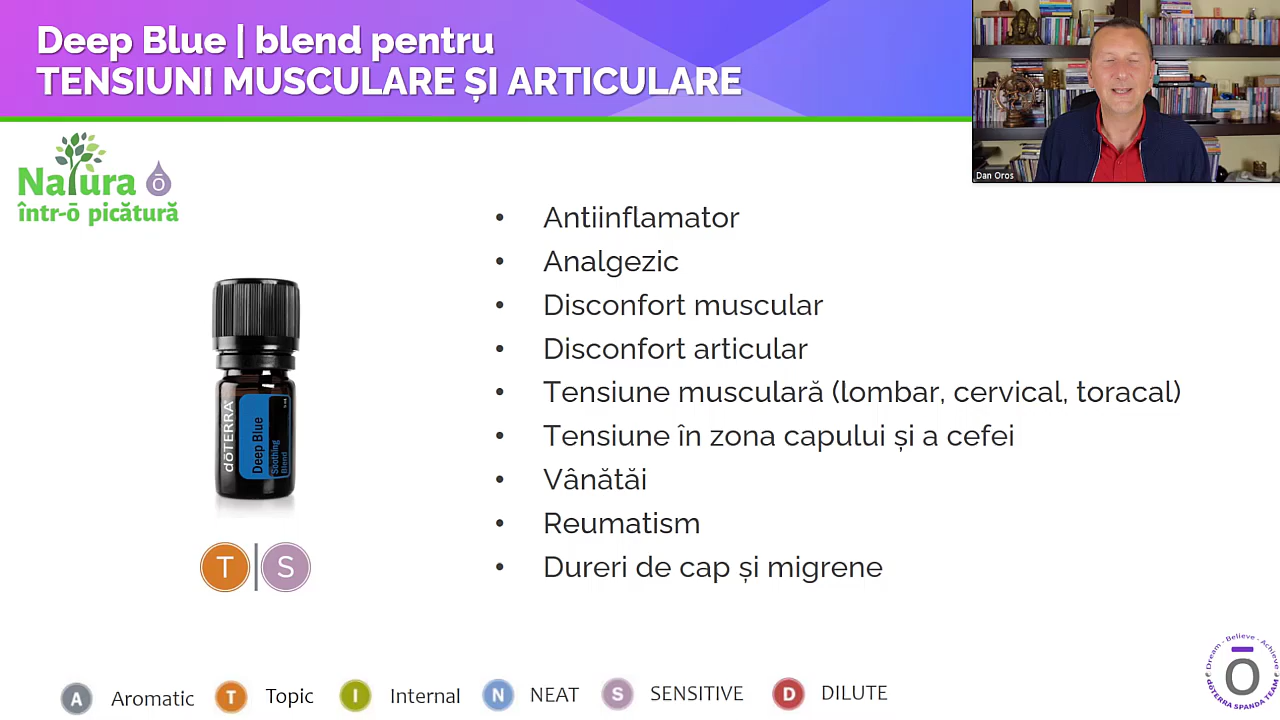 Deep Blue | blend pentru
TENSIUNI MUSCULARE ȘI ARTICULARE
Dan Oros
Natura ō
într-ō picătură
• Antiinflamator
• Analgezic
• Disconfort muscular
• Disconfort articular
• Tensiune musculară (lombar, cervical, toracal)
• Tensiune în zona capului și a cefei
• Vânătăi
• Reumatism
• Dureri de cap și migrene
dōTERRA
Deep Blue
Soothing
Blend
T | S
Dream - Believe - Achieve
ō
dōTERRA SPANDA TEAM
A Aromatic T Topic I Internal N NEAT S SENSITIVE D DILUTE